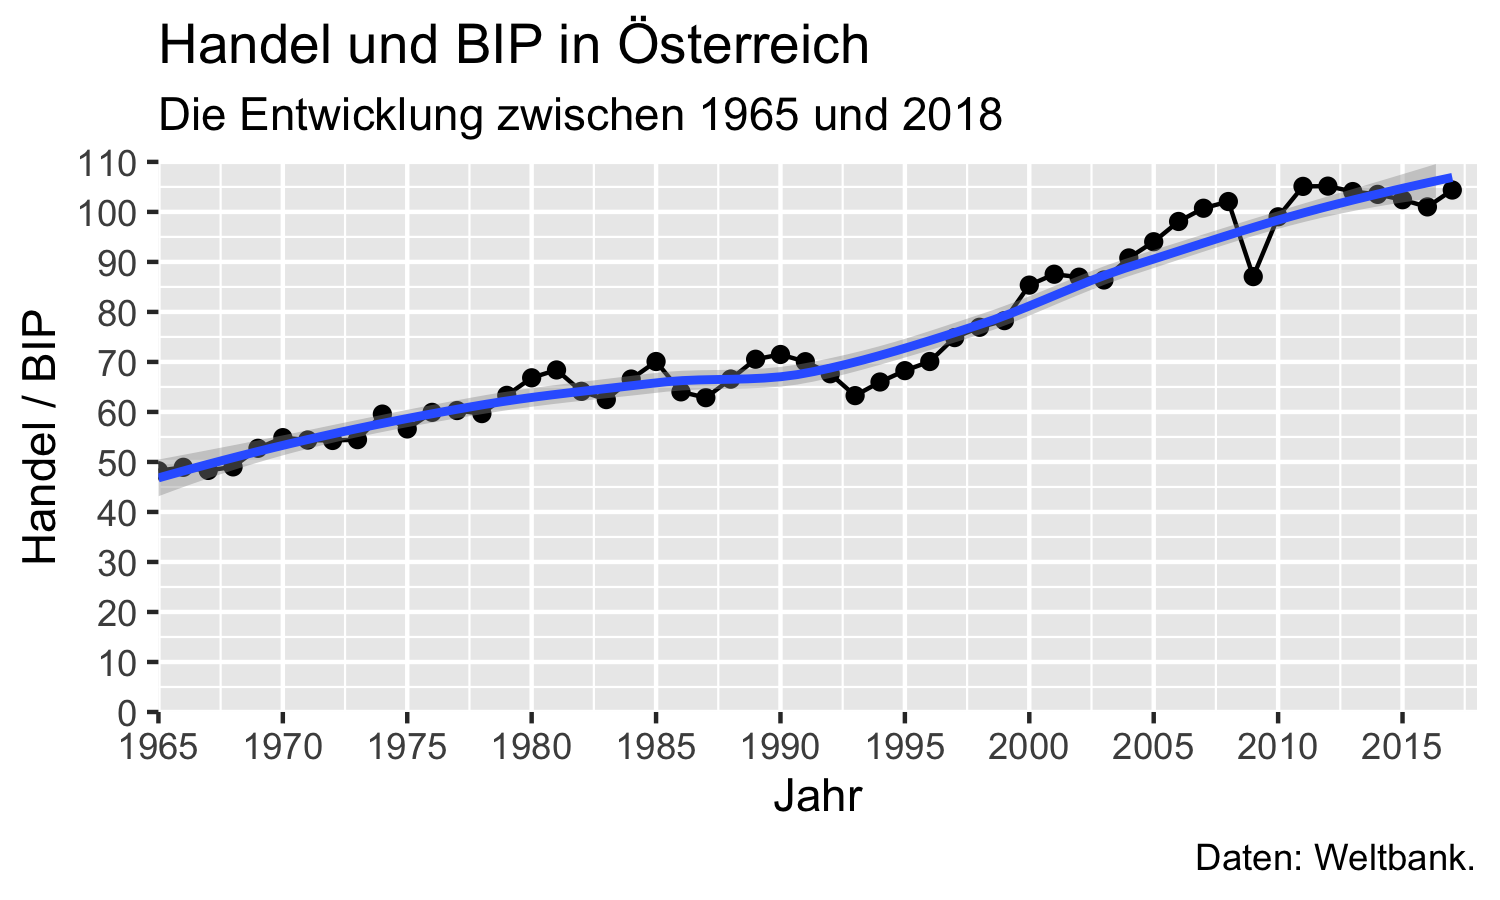 Handel und BIP in Österreich
Die Entwicklung zwischen 1965 und 2018
Handel / BIP
110
100
90
80
70
60
50
40
30
20
10
0
1965 1970 1975 1980 1985 1990 1995 2000 2005 2010 2015
Jahr
Daten: Weltbank.